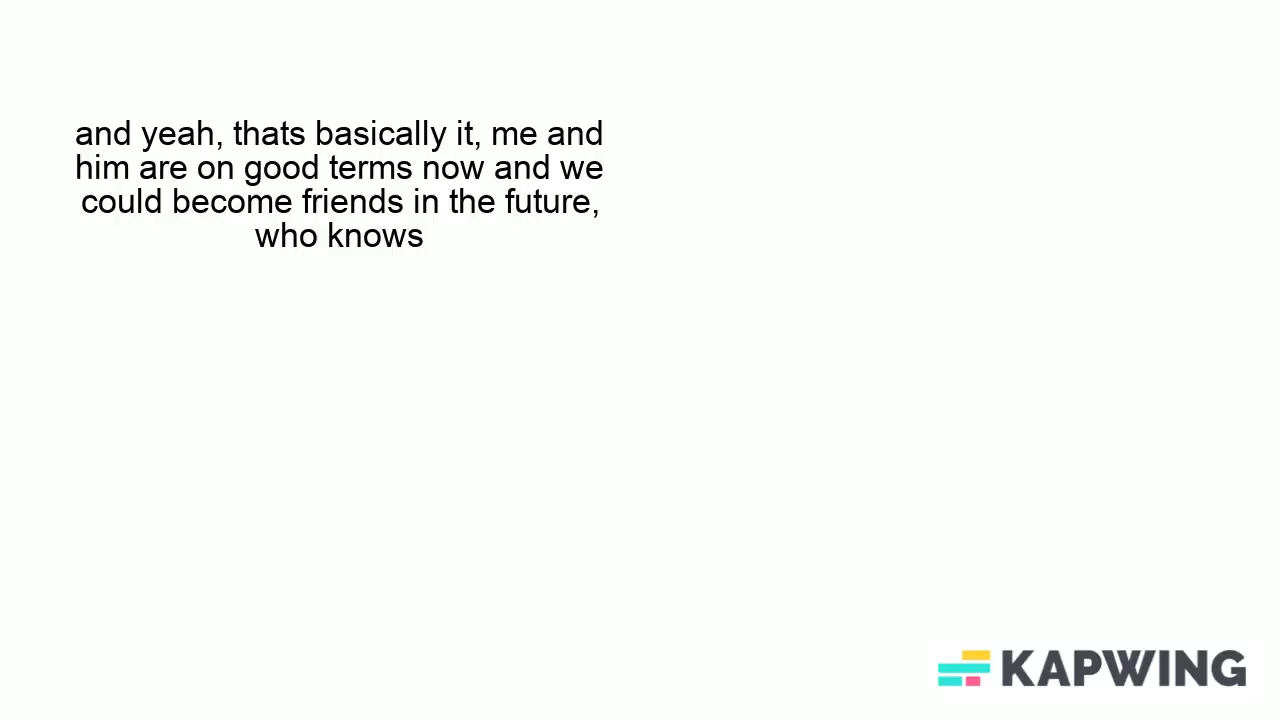 and yeah, thats basically it, me and
him are on good terms now and we
could become friends in the future,
who knows
KAPWING